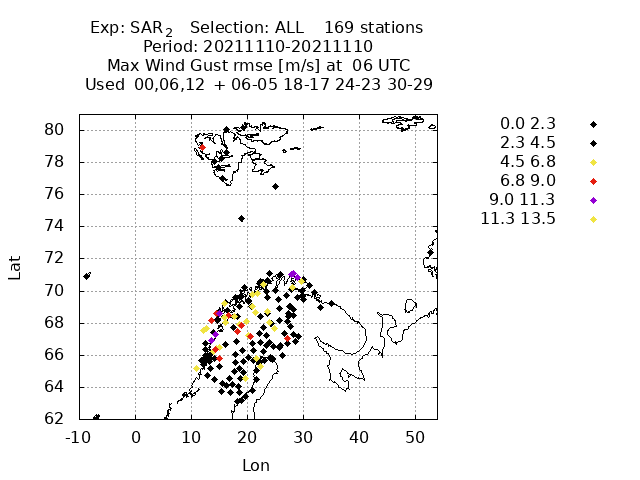 Exp: SAR2 Selection: ALL 169 stations
Period: 20211110-20211110
Max Wind Gust rmse [m/s] at 06 UTC
Used 00,06,12 + 06-05 18-17 24-23 30-29
80
78
76
74
72
70
68
66
64
62
Lat
-10 0 10 20 30 40 50
Lon
0.0 2.3
2.3 4.5
4.5 6.8
6.8 9.0
9.0 11.3
11.3 13.5